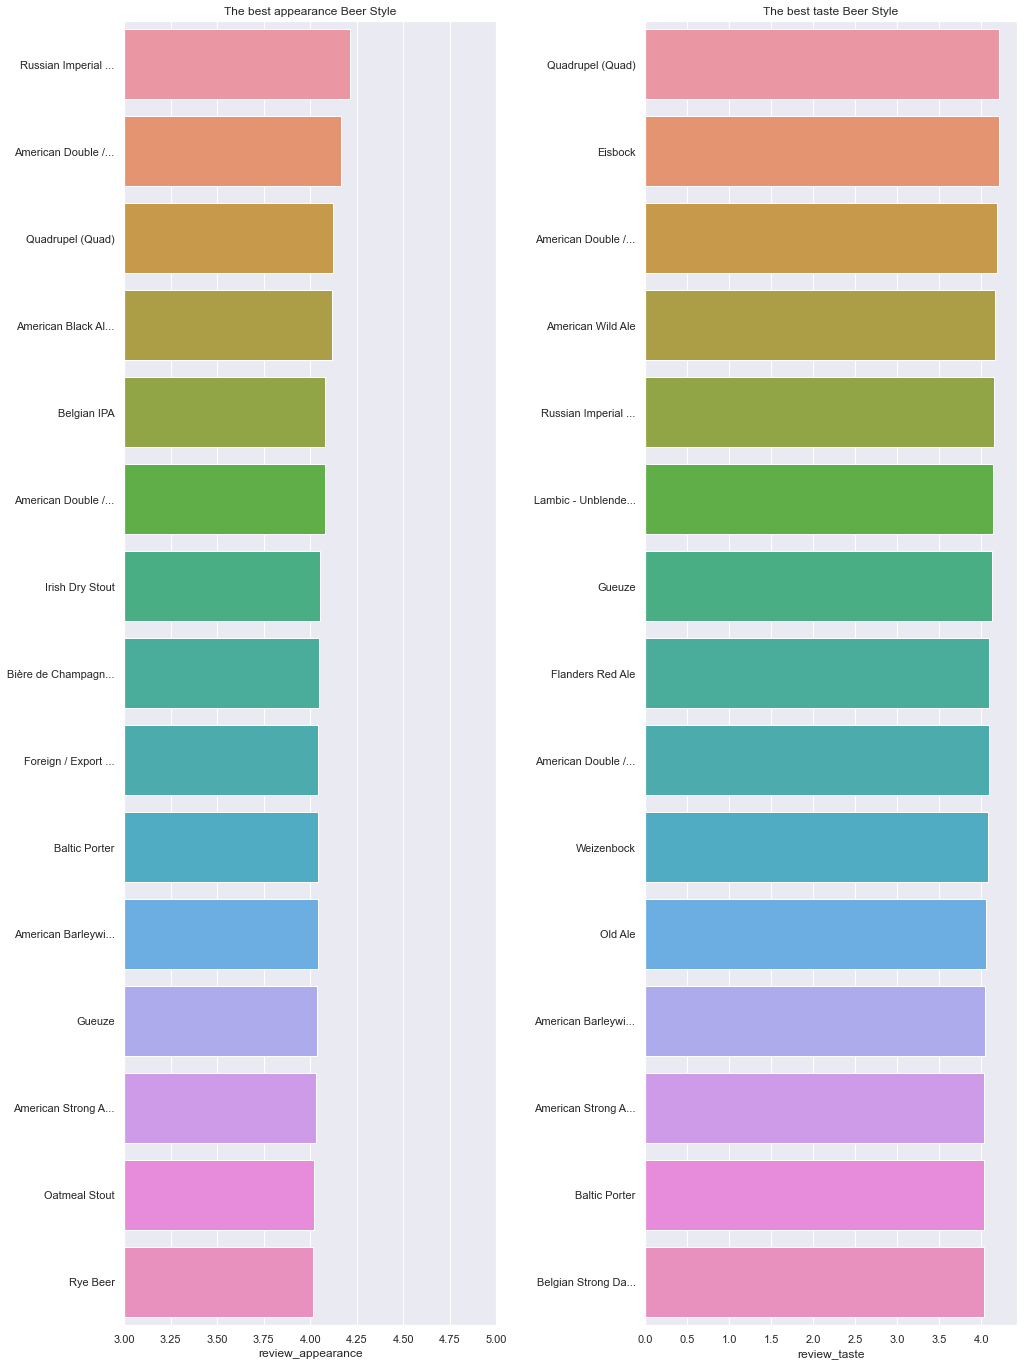 The best appearance Beer Style
Russian Imperial ...
American Double /...
Quadrupel (Quad)
American Black Al...
Belgian IPA
American Double /...
Irish Dry Stout
Bière de Champagn...
Foreign / Export ...
Baltic Porter
American Barleywi...
Gueuze
American Strong A...
Oatmeal Stout
Rye Beer
3.00 3.25 3.50 3.75 4.00 4.25 4.50 4.75 5.00
review_appearance
The best taste Beer Style
Quadrupel (Quad)
Eisbock
American Double /...
American Wild Ale
Russian Imperial ...
Lambic - Unblende...
Gueuze
Flanders Red Ale
American Double /...
Weizenbock
Old Ale
American Barleywi...
American Strong A...
Baltic Porter
Belgian Strong Da...
0.0 0.5 1.0 1.5 2.0 2.5 3.0 3.5 4.0
review_taste